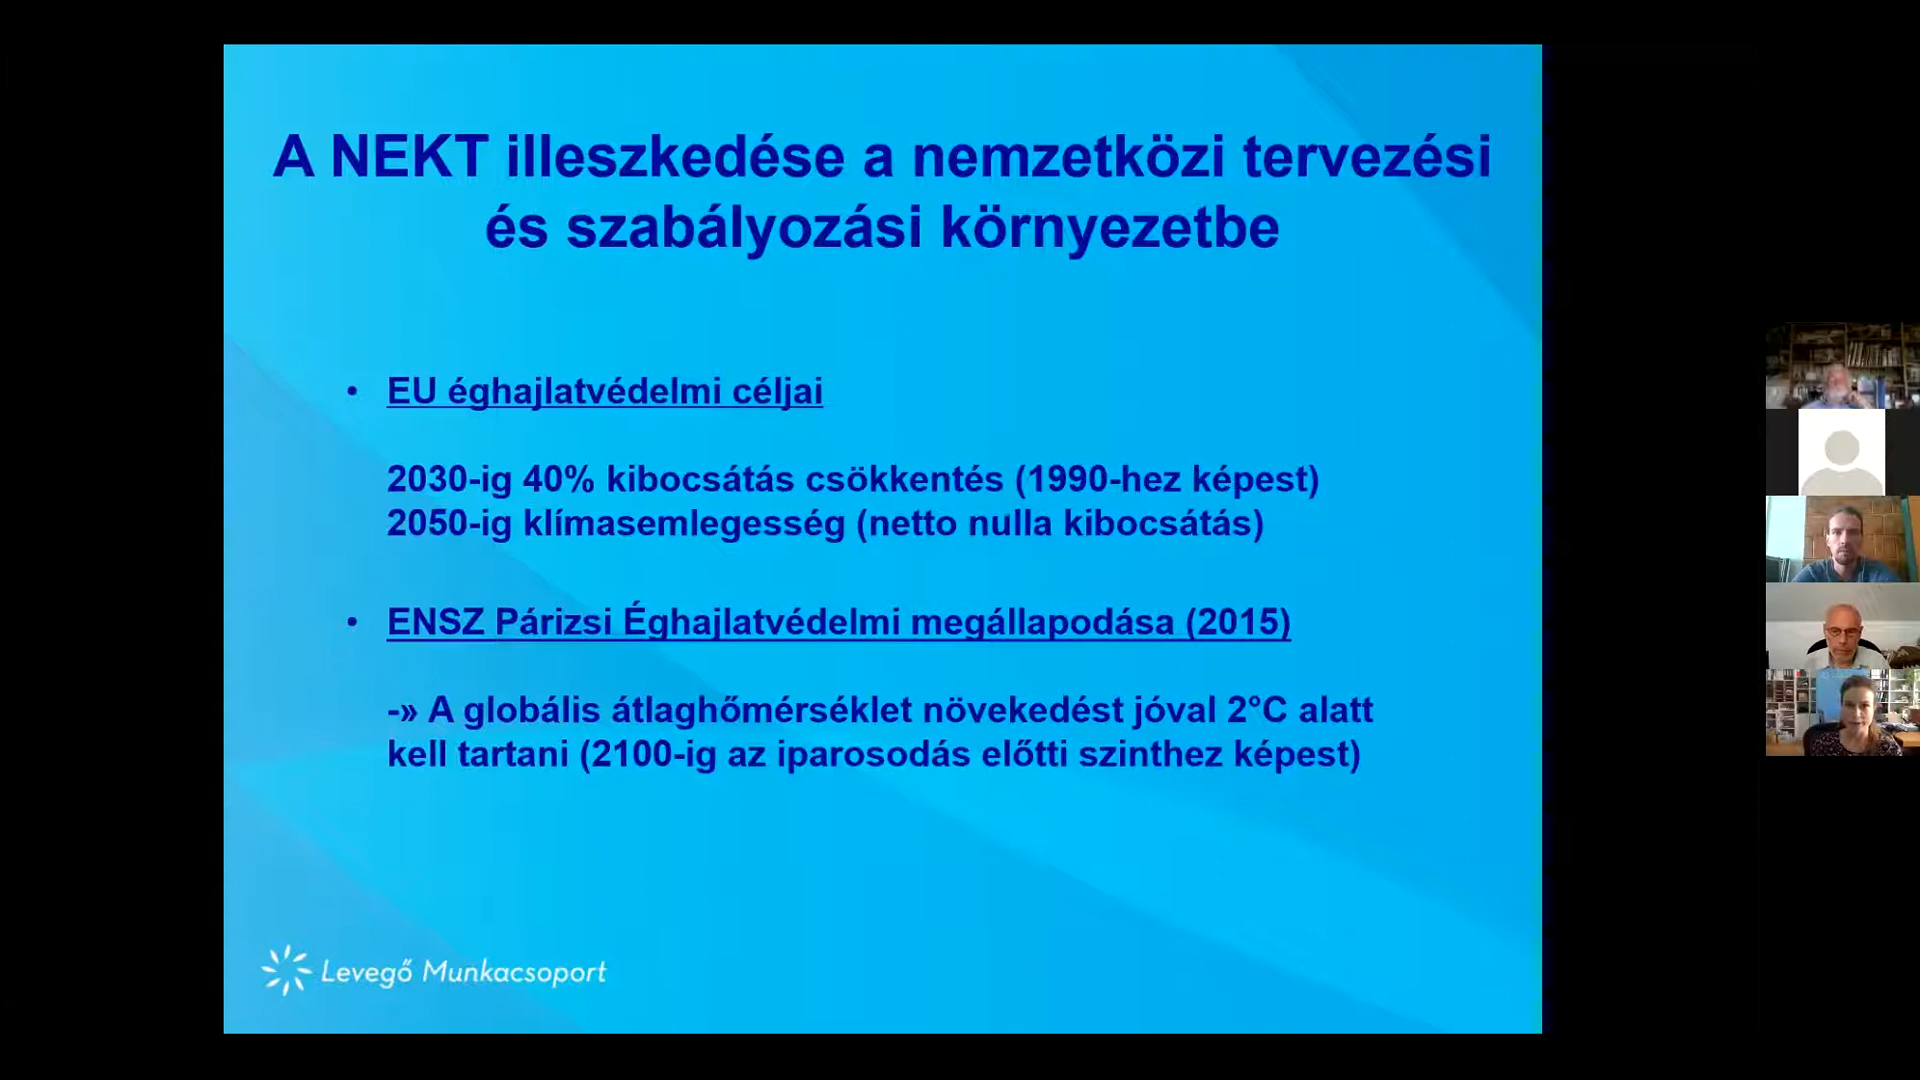 A NEKT illeszkedése a nemzetközi tervezési
és szabályozási környezetbe
• EU éghajlatvédelmi céljai
2030-ig 40% kibocsátás csökkentés (1990-hez képest)
2050-ig klímasemlegesség (netto nulla kibocsátás)
• ENSZ Párizsi Éghajlatvédelmi megállapodása (2015)
-» A globális átlaghőmérséklet növekedést jóval 2°C alatt
kell tartani (2100-ig az iparosodás előtti szinthez képest)
Levegő Munkacsoport